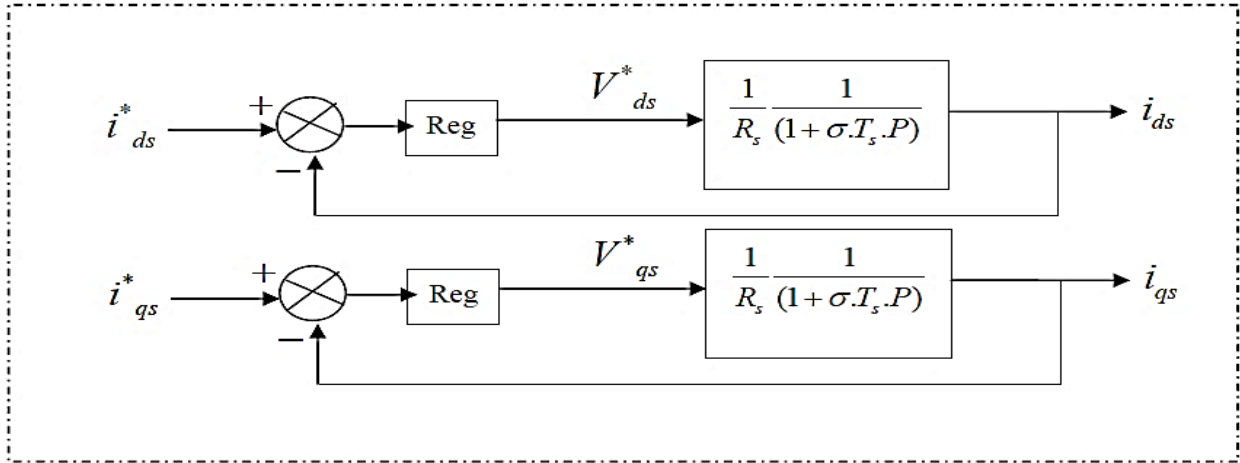 i*ds
+
−
Reg
V*ds
1/Rs 1/(1+σ.Ts.P)
ids
i*qs
+
−
Reg
V*qs
1/Rs 1/(1+σ.Ts.P)
iqs